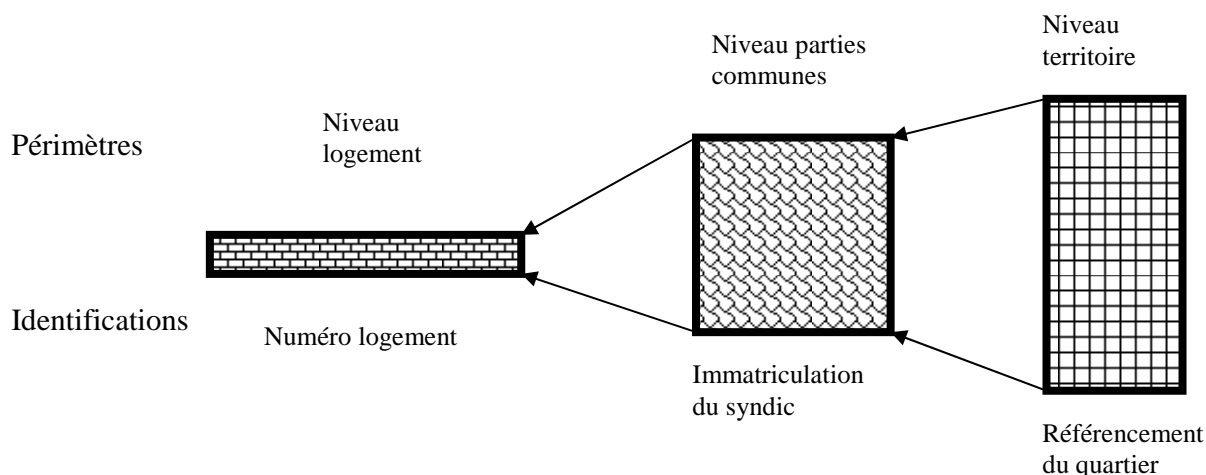 Niveau
territoire
Niveau parties
communes
Niveau
logement
Périmètres
Identifications
Numéro logement
Immatriculation
du syndic
Référencement
du quartier